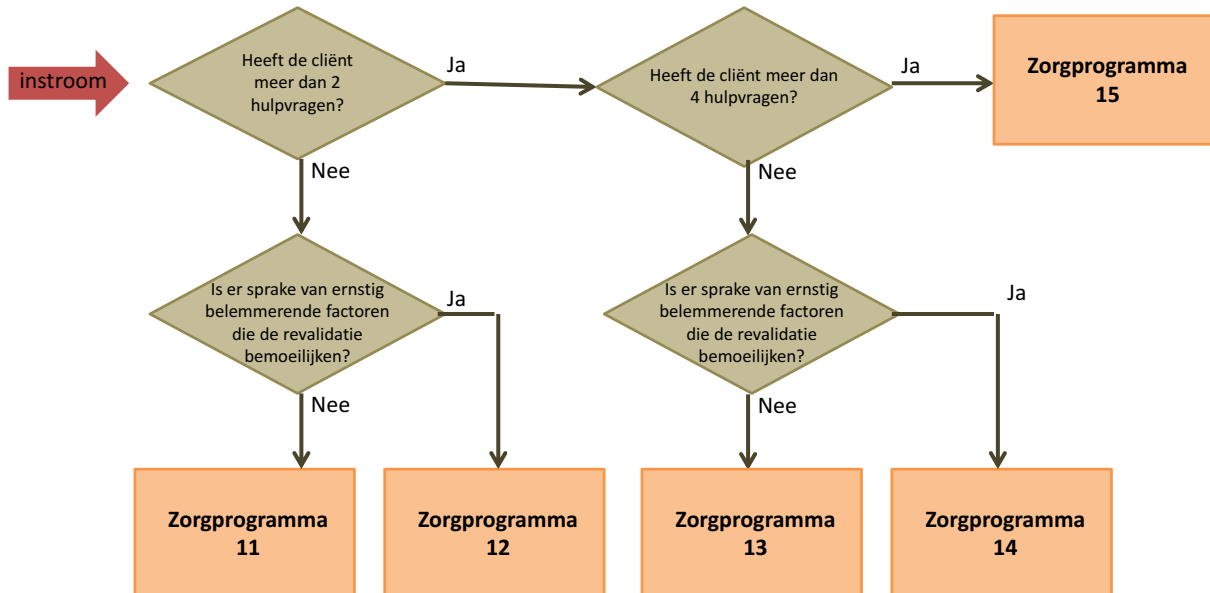 instroom
Heeft de cliënt
meer dan 2
hulpvragen?
Ja
Heeft de cliënt meer dan
4 hulpvragen?
Ja
Zorgprogramma
15
Nee
Nee
Is er sprake van ernstig
belemmerende factoren
die de revalidatie
bemoeilijken?
Ja
Is er sprake van ernstig
belemmerende factoren
die de revalidatie
bemoeilijken?
Ja
Nee
Nee
Zorgprogramma
11
Zorgprogramma
12
Zorgprogramma
13
Zorgprogramma
14